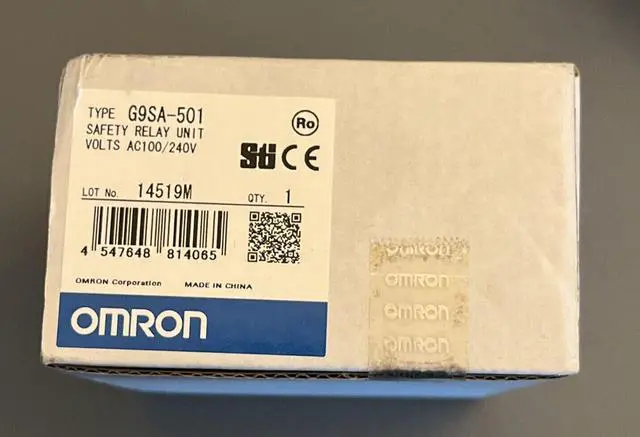 TYPE G9SA-501
SAFETY RELAY UNIT
VOLTS AC100/240V
Ro
Sti CE
LOT No. 14519M QTY. 1
4 547648 814065
OMRON Corporation MADE IN CHINA
OMRON
OMRON
OMRON
OMRON
OMRON